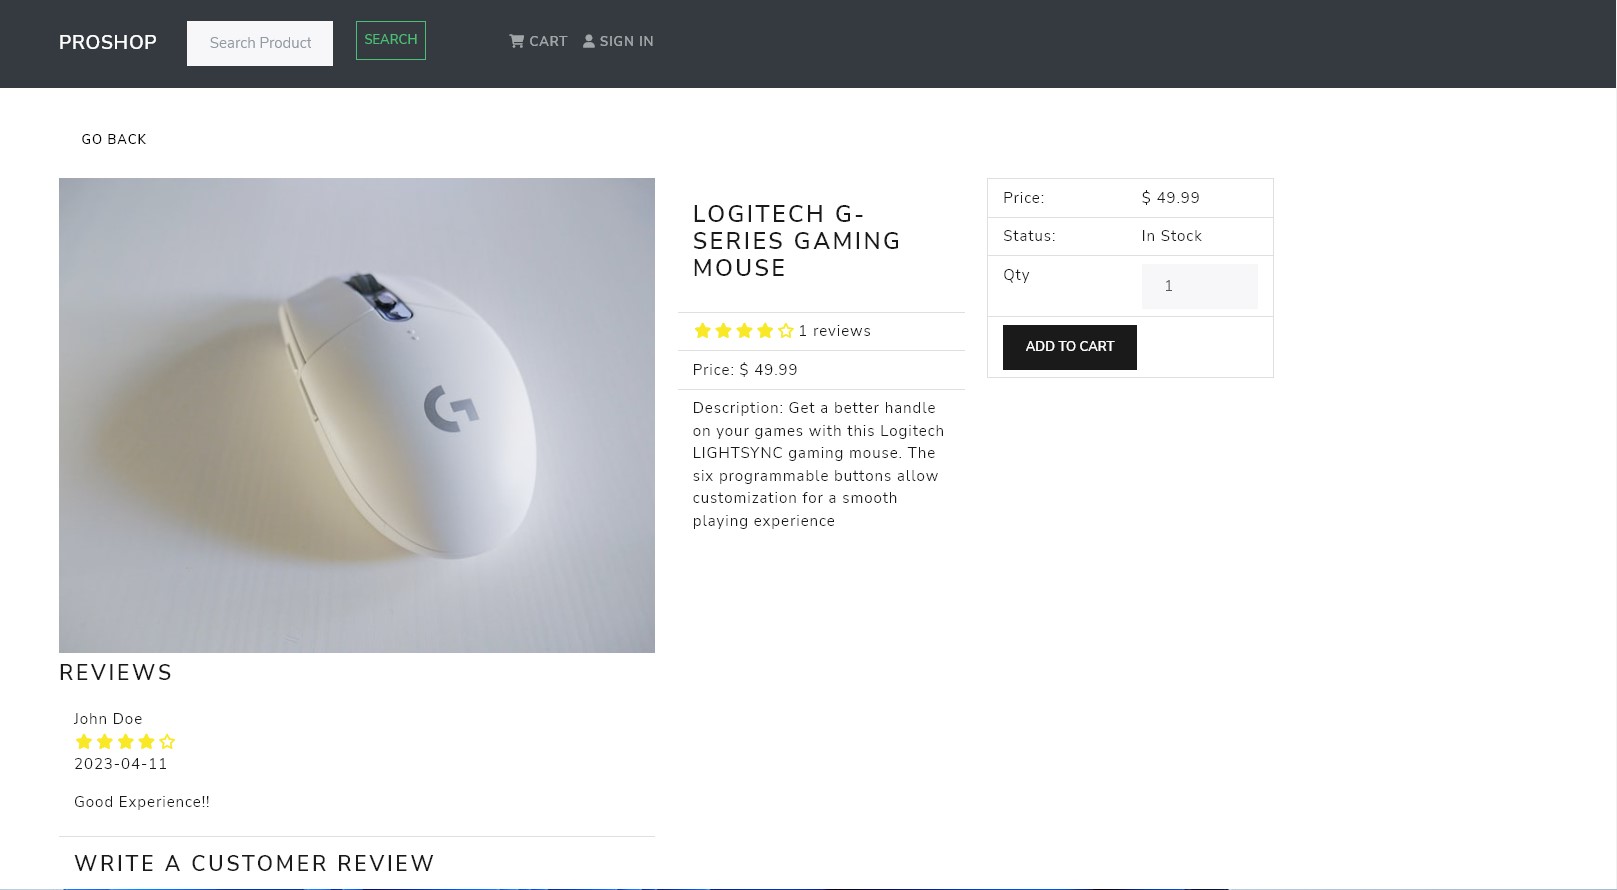 PROSHOP
Search Product
SEARCH
CART
SIGN IN
GO BACK
LOGITECH G-
SERIES GAMING
MOUSE
1 reviews
Price: $ 49.99
Description: Get a better handle
on your games with this Logitech
LIGHTSYNC gaming mouse. The
six programmable buttons allow
customization for a smooth
playing experience
Price: $ 49.99
Status: In Stock
Qty 1
ADD TO CART
REVIEWS
John Doe
2023-04-11
Good Experience!!
WRITE A CUSTOMER REVIEW